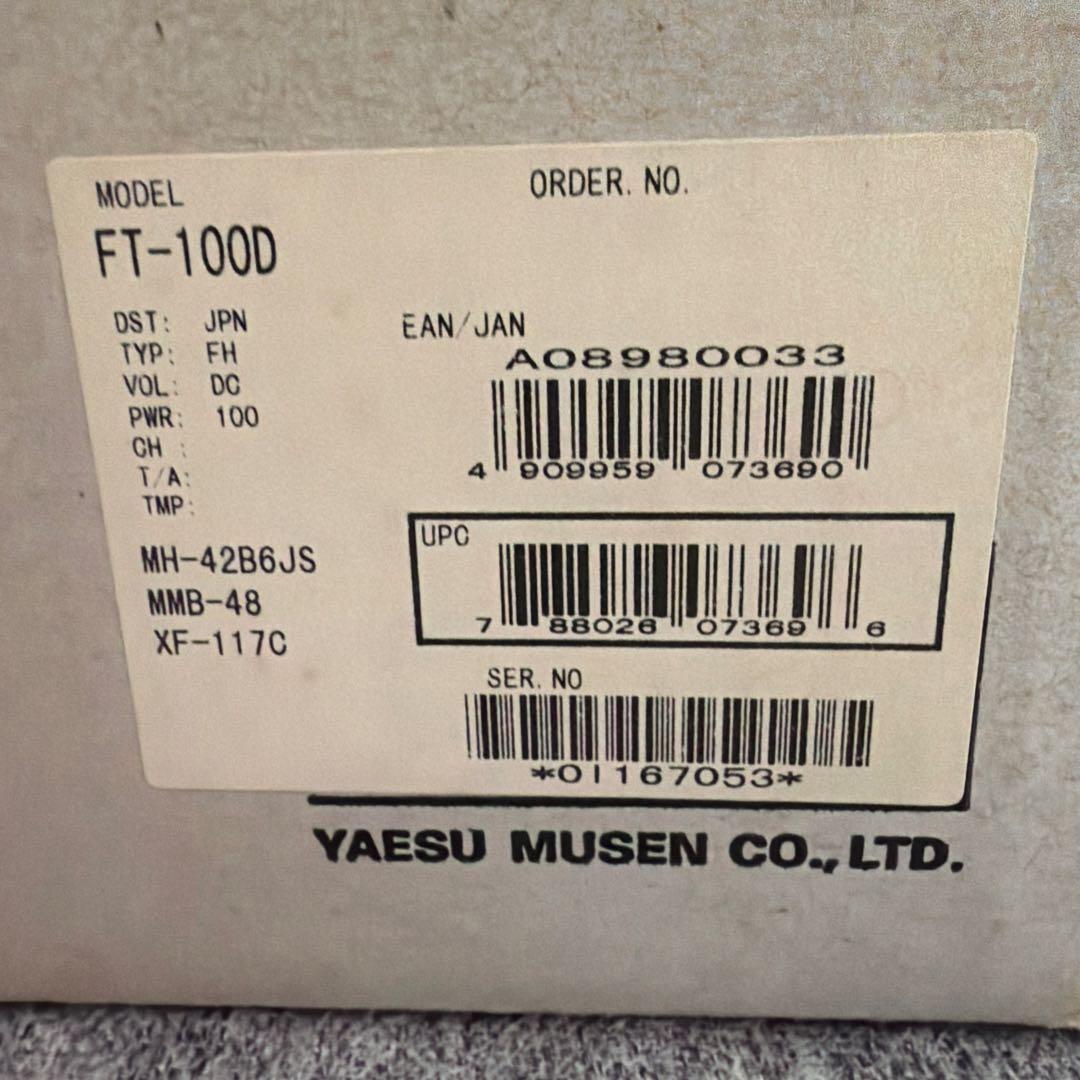 MODEL
FT-100D
DST: JPN
TYP: FH
VOL: DC
PWR: 100
CH :
T/A:
TMP:
MH-42B6JS
MMB-48
XF-117C
ORDER. NO.
EAN/JAN
A08980033
4 909959 073690
UPC
7 88026 07369 6
SER. NO
*0I167053*
YAESU MUSEN CO., LTD.